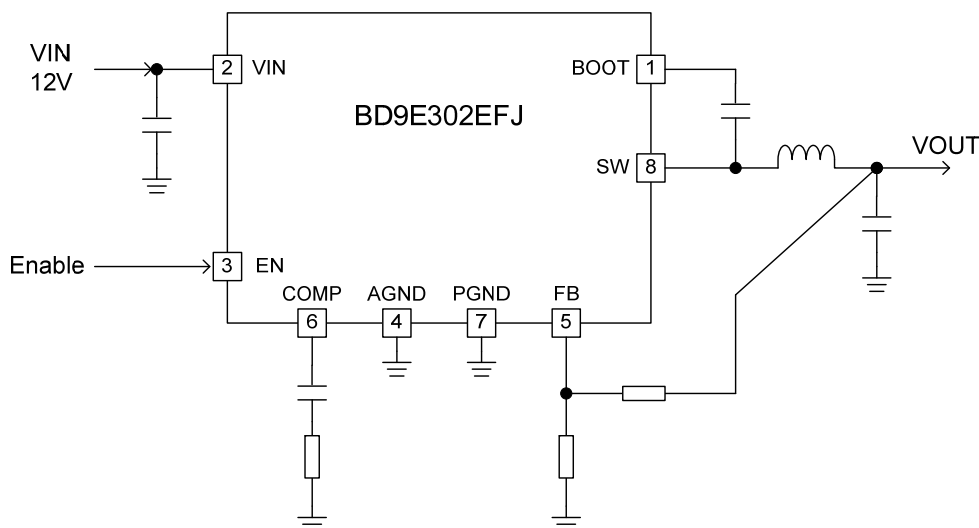 VIN
12V
2
VIN
BOOT
1
BD9E302EFJ
SW
8
VOUT
Enable
3
EN
COMP
AGND
PGND
FB
6
4
7
5